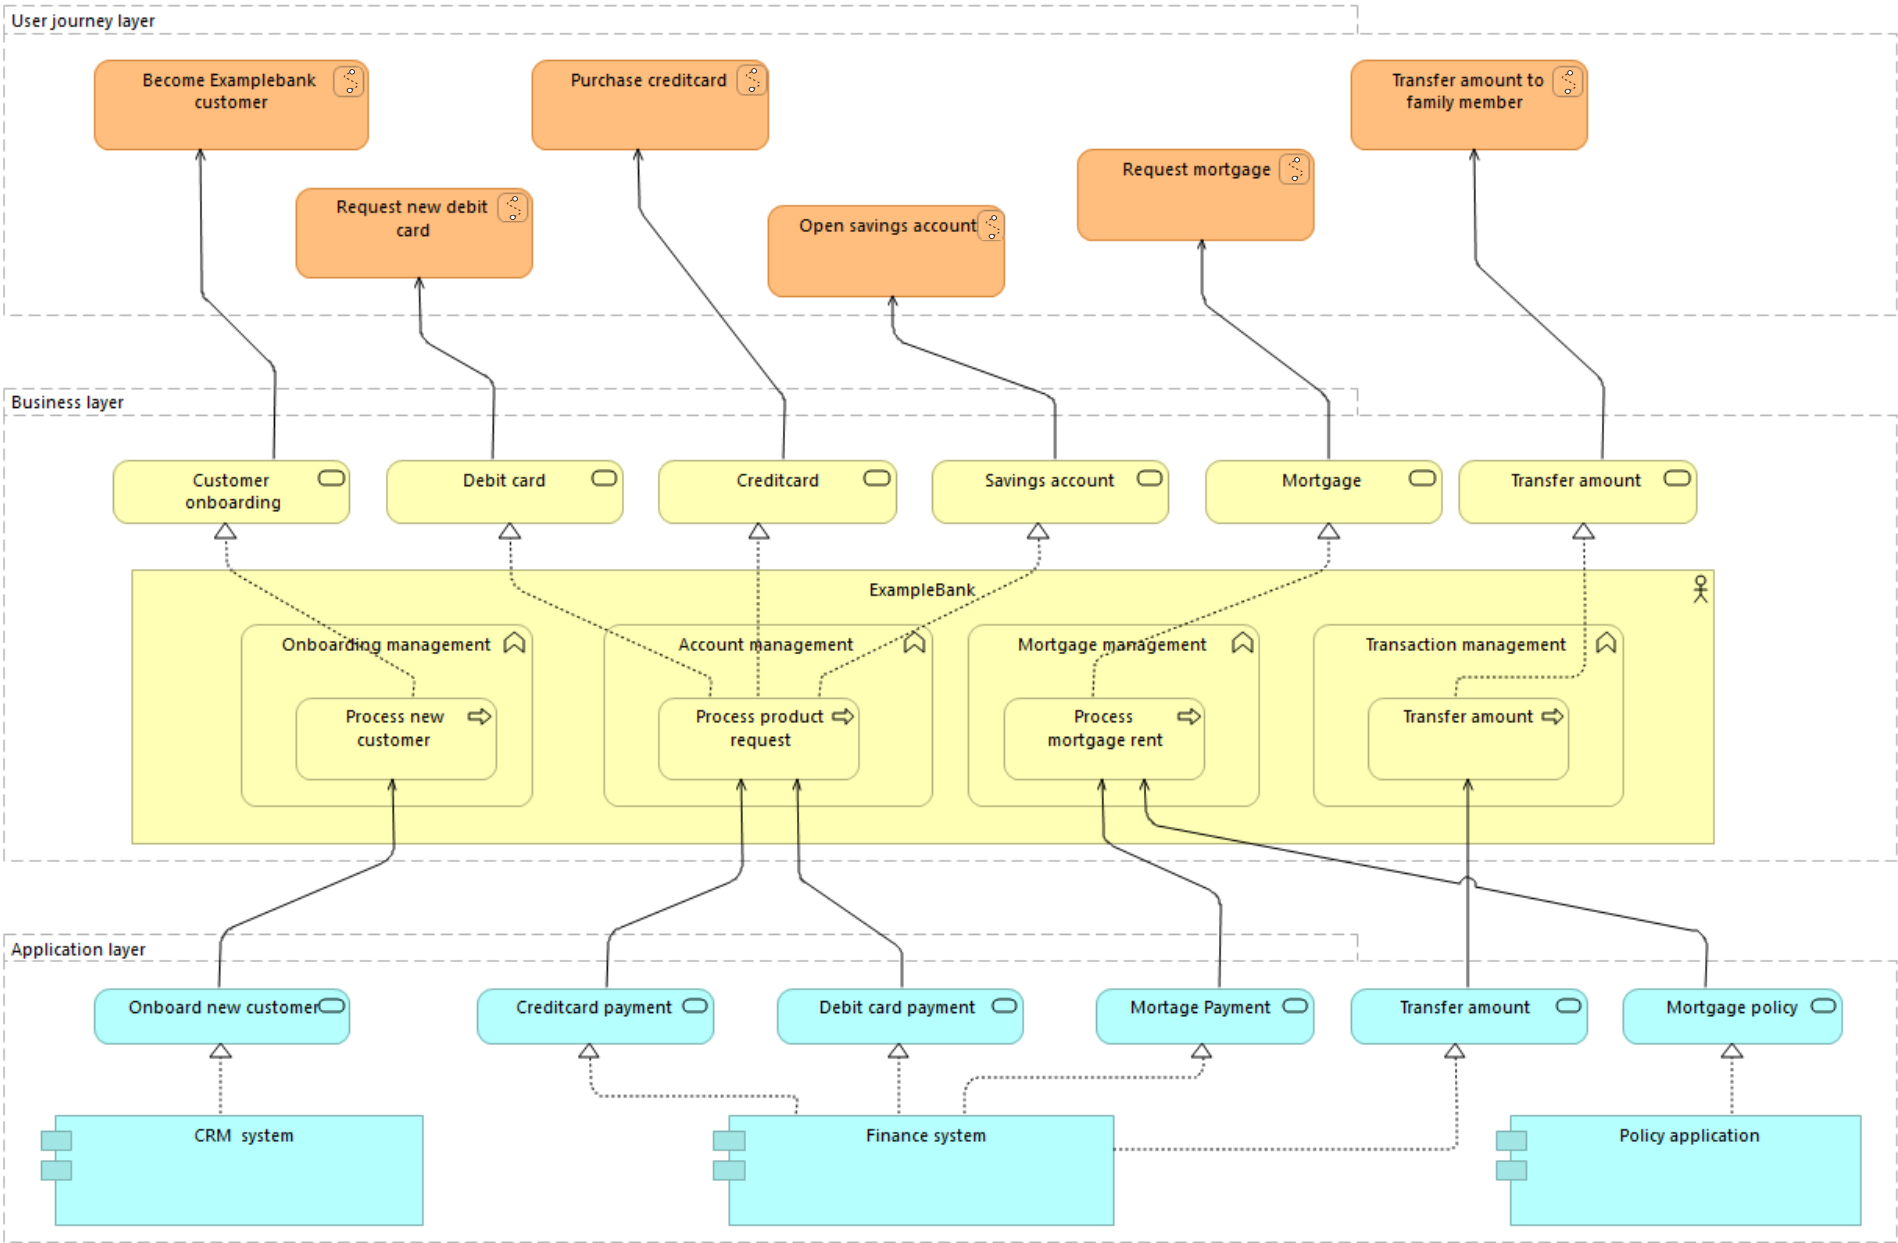 User journey layer
Become Examplebank
customer
Purchase creditcard
Transfer amount to
family member
Request mortgage
Request new debit
card
Open savings account
Business layer
Customer
onboarding
Debit card
Creditcard
Savings account
Mortgage
Transfer amount
ExampleBank
Onboarding management
Account management
Mortgage management
Transaction management
Process new
customer
Process product
request
Process
mortgage rent
Transfer amount
Application layer
Onboard new customer
Creditcard payment
Debit card payment
Mortage Payment
Transfer amount
Mortgage policy
CRM system
Finance system
Policy application